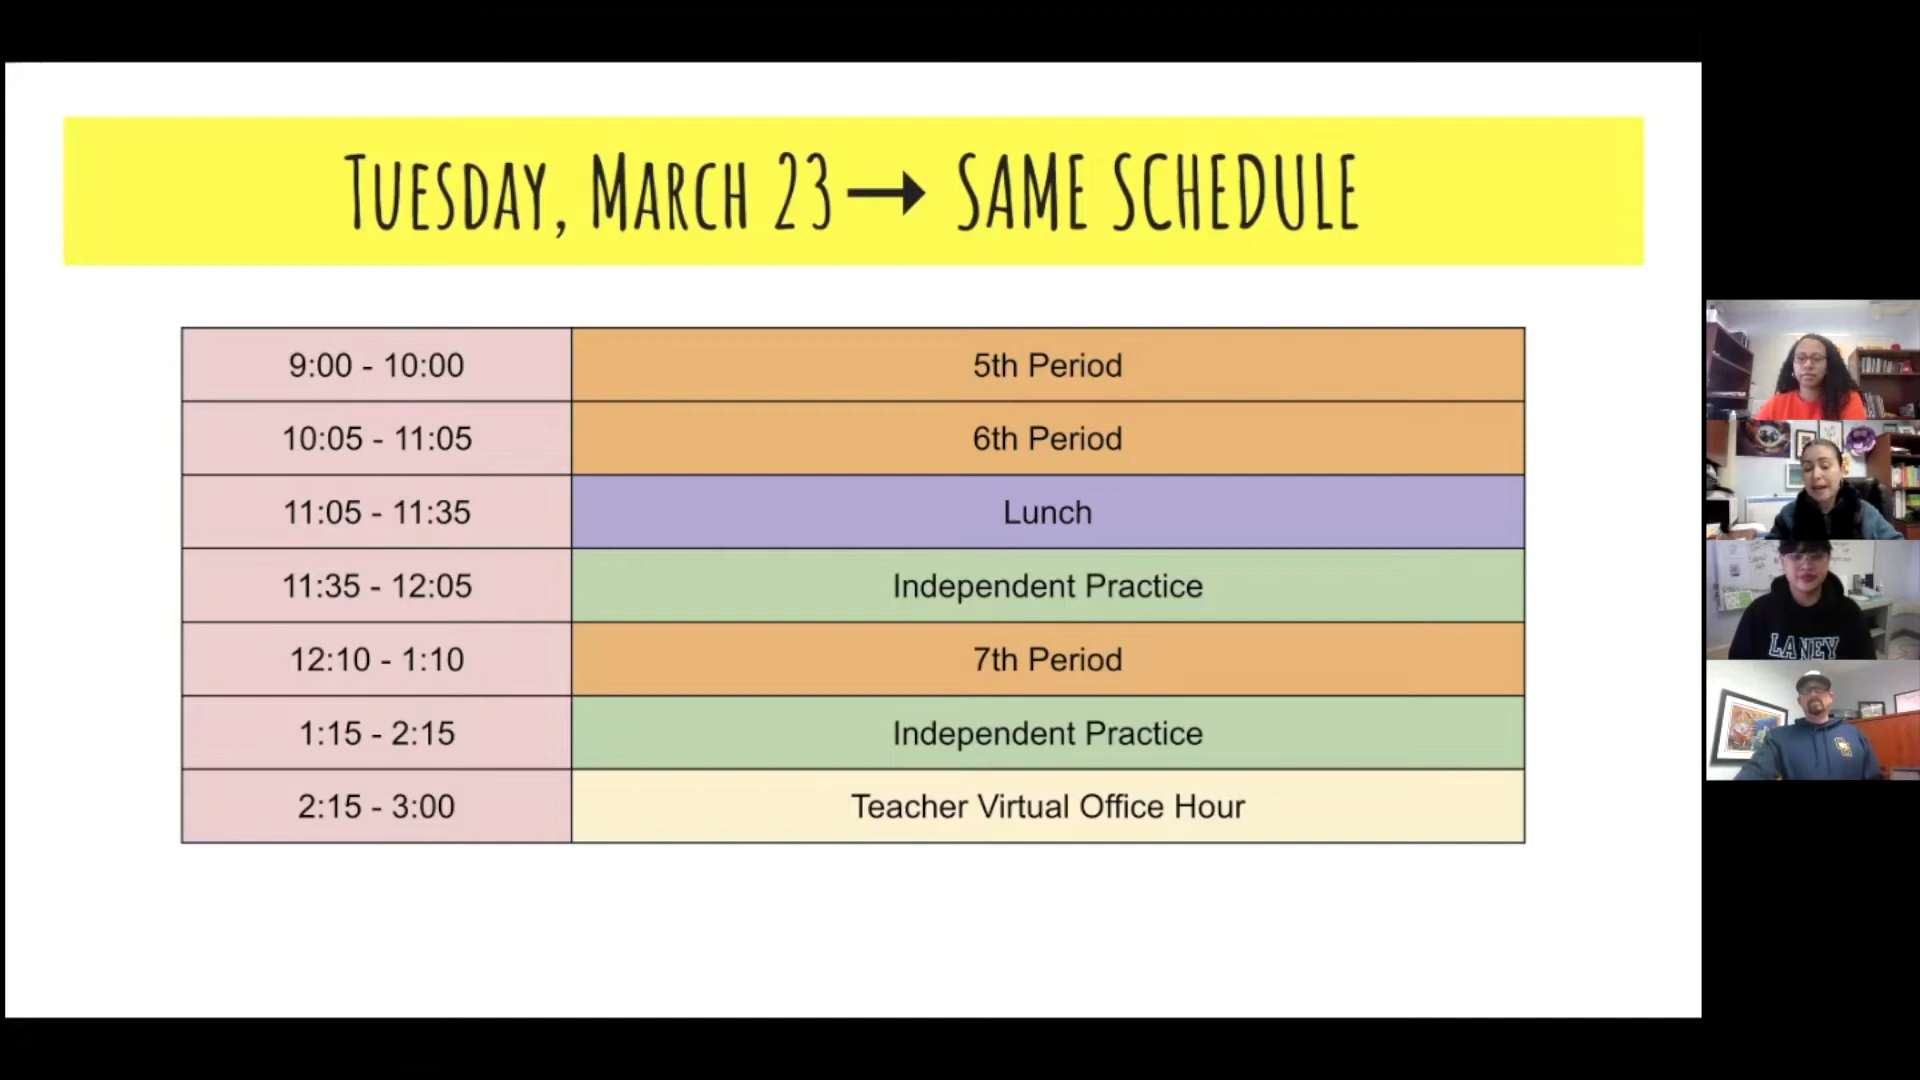 Tuesday, March 23 → SAME SCHEDULE
9:00 - 10:00 5th Period
10:05 - 11:05 6th Period
11:05 - 11:35 Lunch
11:35 - 12:05 Independent Practice
12:10 - 1:10 7th Period
1:15 - 2:15 Independent Practice
2:15 - 3:00 Teacher Virtual Office Hour
LANEY